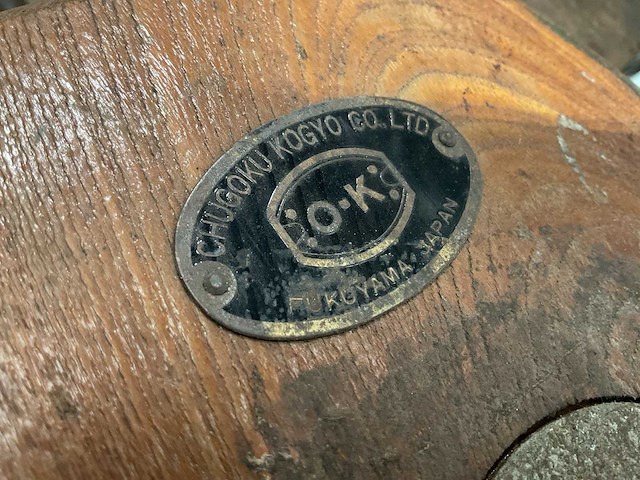 CHUGOKU KOGYO CO. LTD
O-K
FUKUYAMA JAPAN